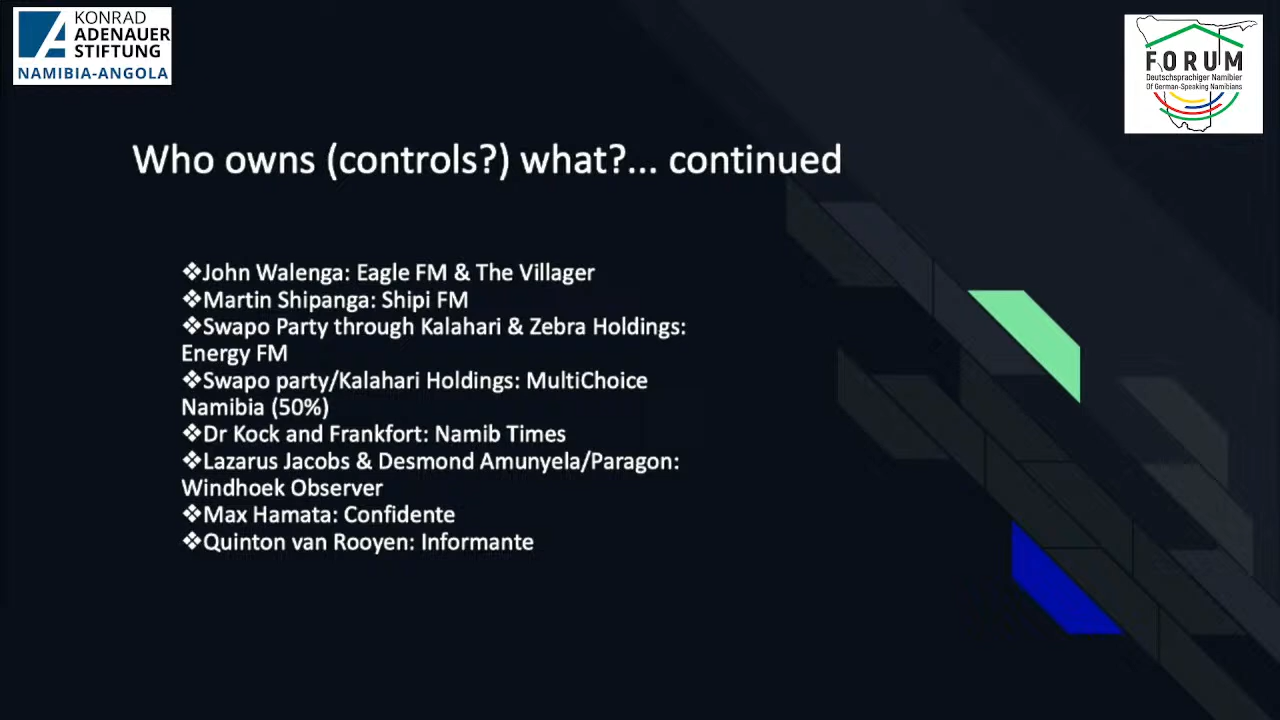 KONRAD
ADENAUER
STIFTUNG
NAMIBIA-ANGOLA
FORUM
Deutschsprachiger Namibier
Of German-Speaking Namibians
Who owns (controls?) what?... continued
❖John Walenga: Eagle FM & The Villager
❖Martin Shipanga: Shipi FM
❖Swapo Party through Kalahari & Zebra Holdings:
Energy FM
❖Swapo party/Kalahari Holdings: MultiChoice
Namibia (50%)
❖Dr Kock and Frankfort: Namib Times
❖Lazarus Jacobs & Desmond Amunyela/Paragon:
Windhoek Observer
❖Max Hamata: Confidente
❖Quinton van Rooyen: Informante